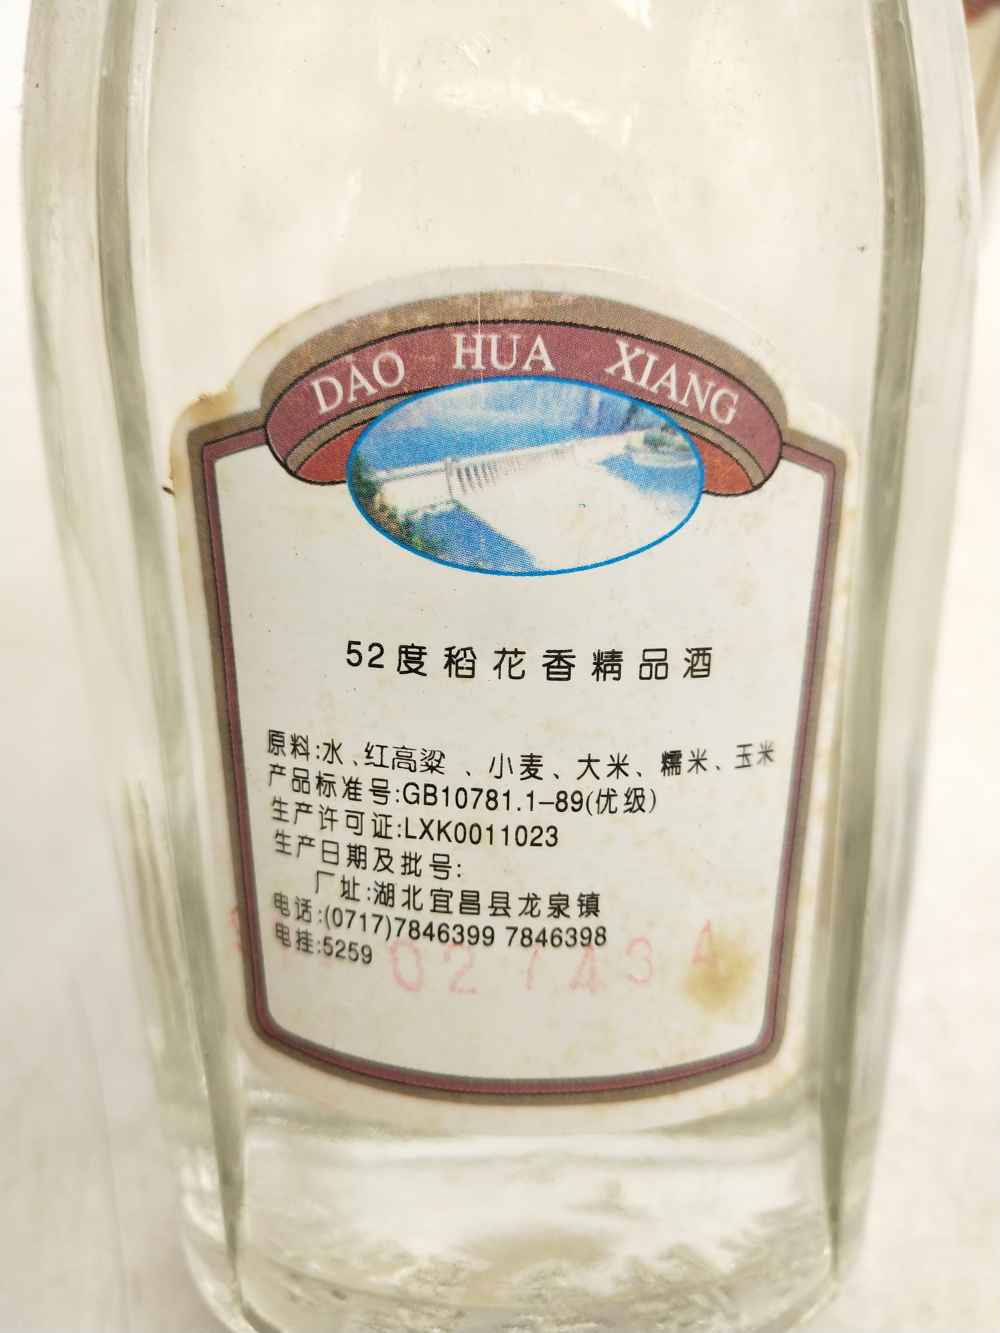 DAO HUA XIANG
52度稻花香精品酒
原料:水、红高粱、小麦、大米、糯米、玉米
产品标准号:GB10781.1–89(优级)
生产许可证:LXK0011023
生产日期及批号:
厂址:湖北宜昌县龙泉镇
电话:(0717)7846399 7846398
电挂:5259